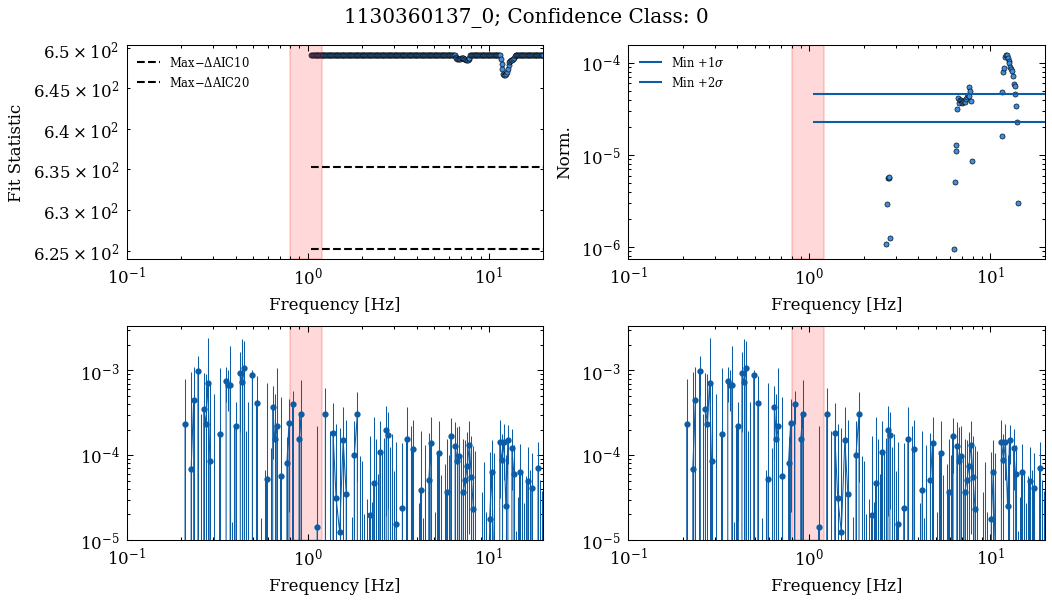 1130360137_0; Confidence Class: 0
Fit Statistic
6.5 × 10²
6.45 × 10²
6.4 × 10²
6.35 × 10²
6.3 × 10²
6.25 × 10²
Max−ΔAIC10
Max−ΔAIC20
10⁻¹ 10⁰ 10¹
Frequency [Hz]
Norm.
10⁻⁴
10⁻⁵
10⁻⁶
Min +1σ
Min +2σ
10⁻¹ 10⁰ 10¹
Frequency [Hz]
10⁻³
10⁻⁴
10⁻⁵
10⁻¹ 10⁰ 10¹
Frequency [Hz]
10⁻³
10⁻⁴
10⁻⁵
10⁻¹ 10⁰ 10¹
Frequency [Hz]